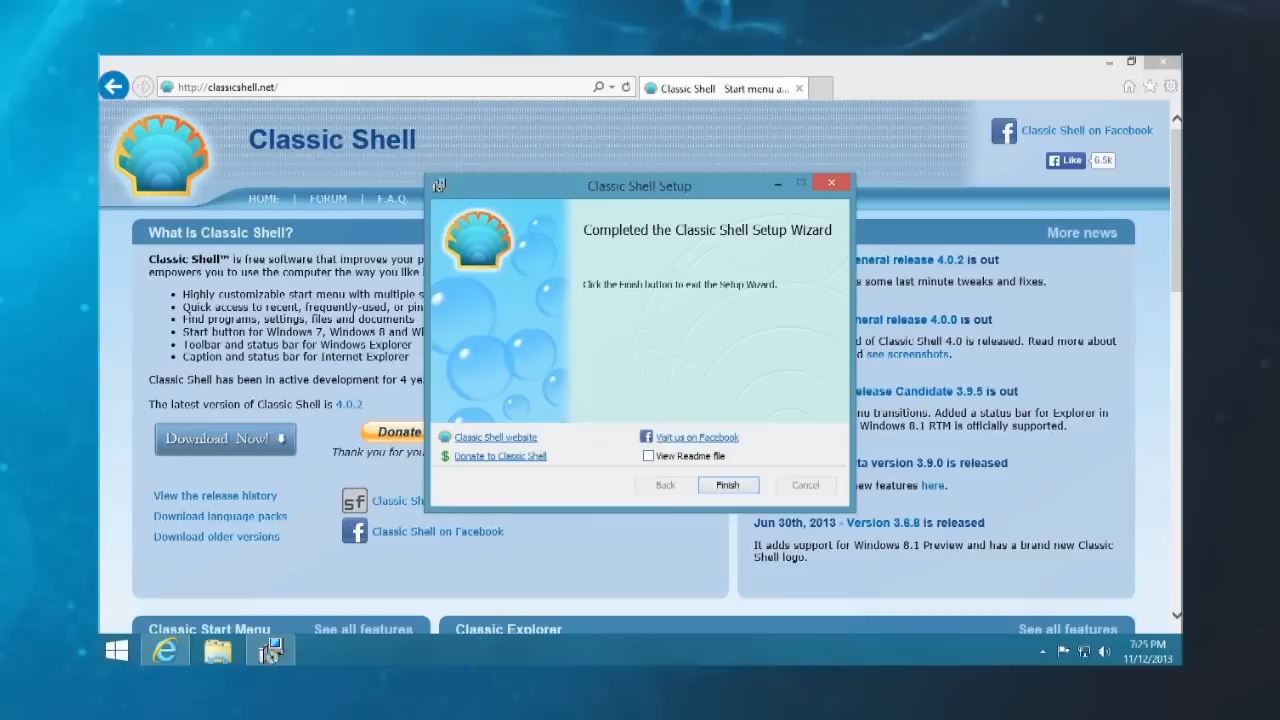 http://classicshell.net/
Classic Shell Start menu a...
Classic Shell
Classic Shell on Facebook
Like 6.5k
HOME | FORUM | F.A.Q.
Classic Shell Setup
What Is Classic Shell?
More news
Classic Shell™ is free software that improves your p
empowers you to use the computer the way you like
Highly customizable start menu with multiple s
Quick access to recent, frequently-used, or pin
Find programs, settings, files and documents
Start button for Windows 7, Windows 8 and Wi
Toolbar and status bar for Windows Explorer
Caption and status bar for Internet Explorer
Classic Shell has been in active development for 4 yea
The latest version of Classic Shell is 4.0.2
Download Now!
Donate
Thank you for you
View the release history
Download language packs
Download older versions
sf Classic Sh
Classic Shell on Facebook
Completed the Classic Shell Setup Wizard
Click the Finish button to exit the Setup Wizard.
Classic Shell website
Visit us on Facebook
$ Donate to Classic Shell
View Readme file
Back
Finish
Cancel
eneral release 4.0.2 is out
s some last minute tweaks and fixes.
neral release 4.0.0 is out
d of Classic Shell 4.0 is released. Read more about
d see screenshots.
elease Candidate 3.9.5 is out
nu transitions. Added a status bar for Explorer in
Windows 8.1 RTM is officially supported.
ta version 3.9.0 is released
new features here.
Jun 30th, 2013 - Version 3.6.8 is released
It adds support for Windows 8.1 Preview and has a brand new Classic
Shell logo.
Classic Start Menu
See all features
Classic Explorer
See all features
7:25 PM
11/12/2013